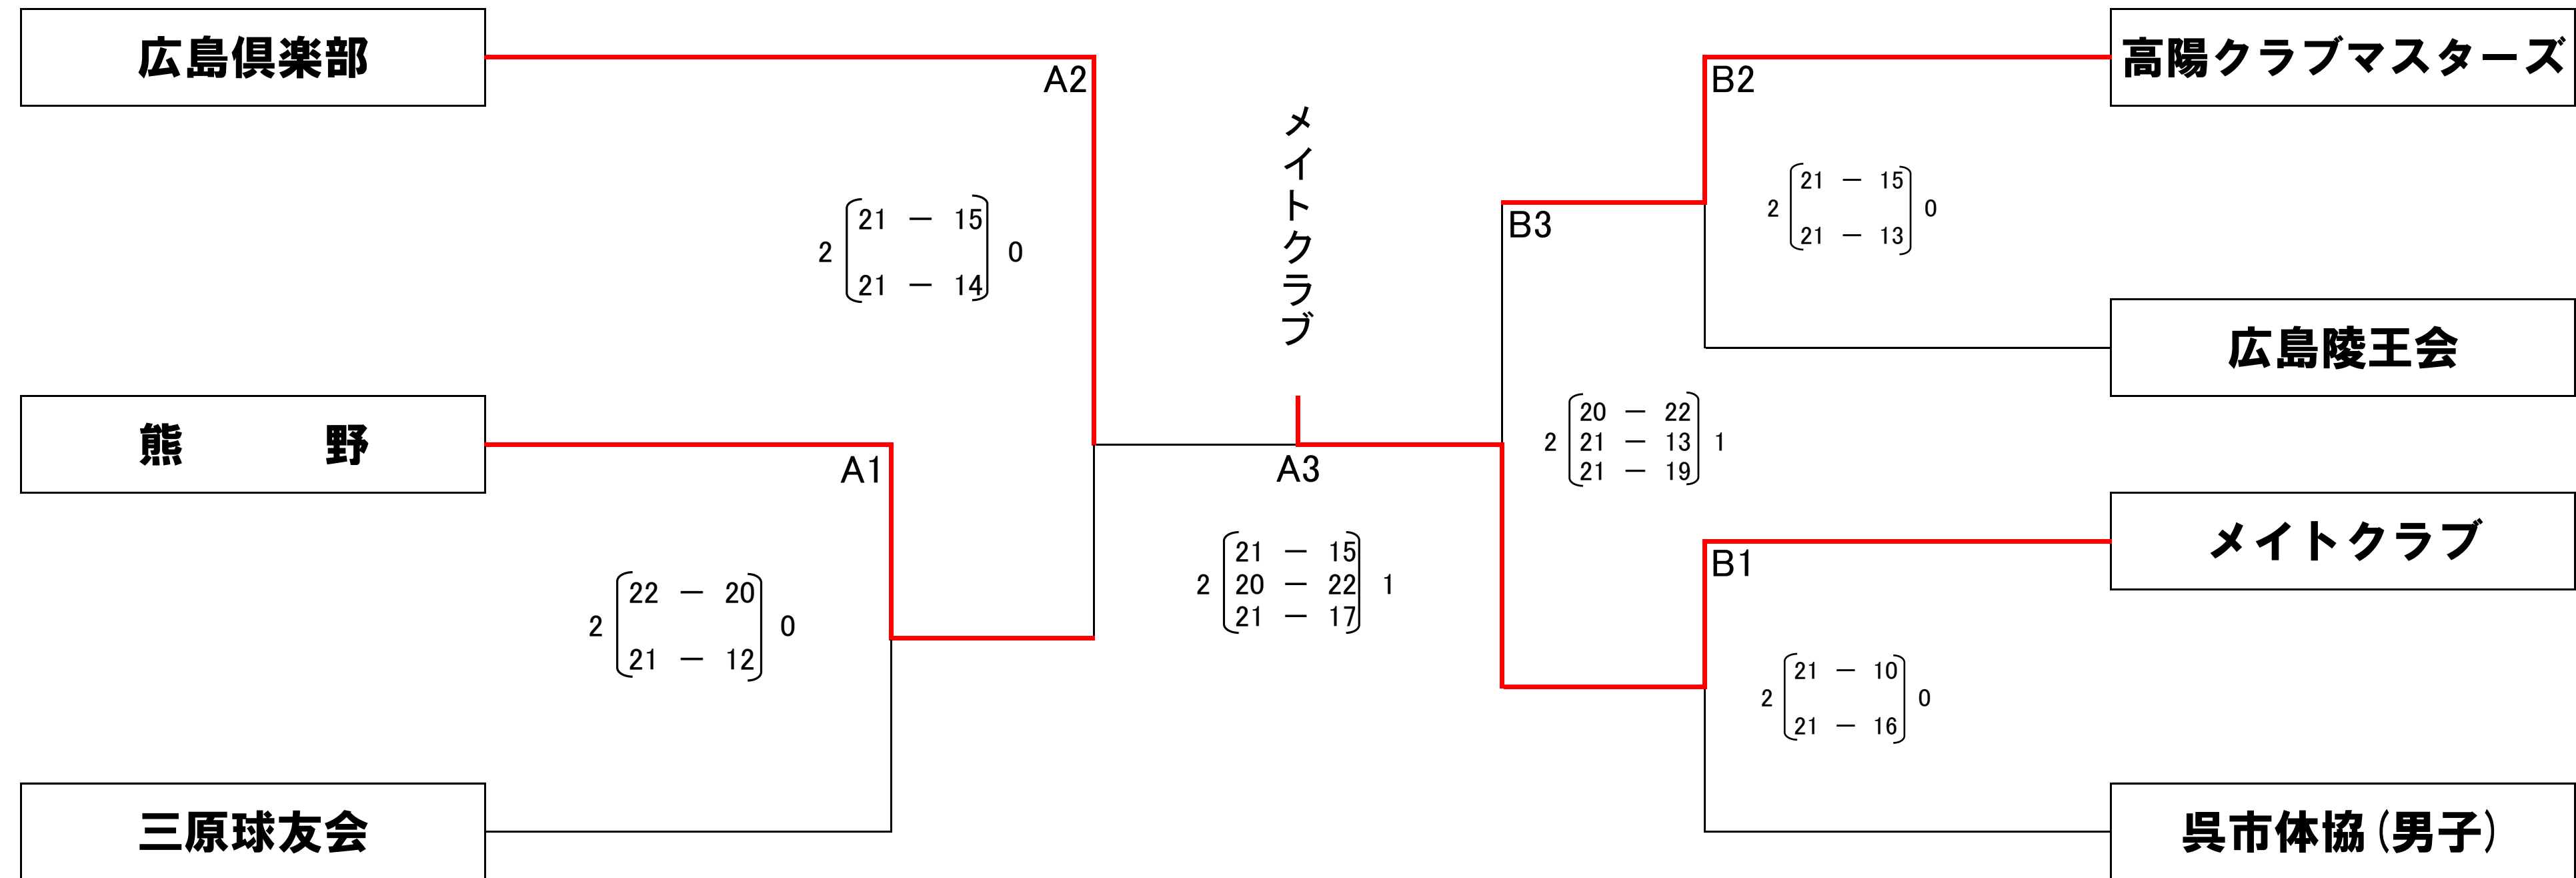 広島倶楽部
高陽クラブマスターズ
A2
B2
メイトクラブ
21 － 15
21 － 13
2
0
21 － 15
21 － 14
2
0
B3
広島陵王会
熊 野
A1
A3
20 － 22
21 － 13
21 － 19
2
1
メイトクラブ
B1
22 － 20
21 － 12
2
0
21 － 15
20 － 22
21 － 17
2
1
21 － 10
21 － 16
2
0
三原球友会
呉市体協(男子)